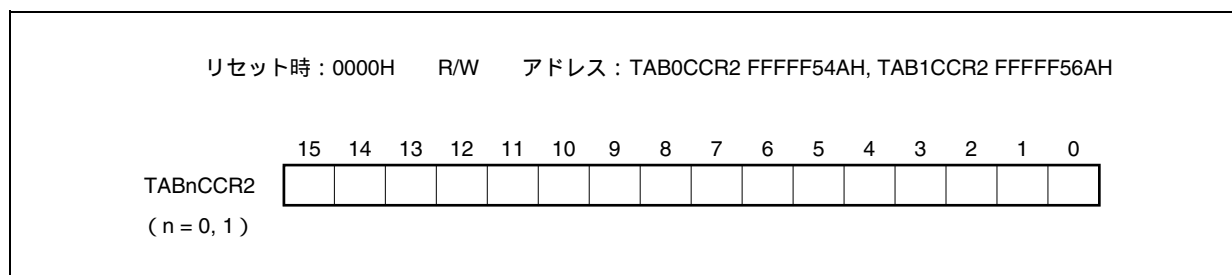 リセット時：0000H R/W アドレス：TAB0CCR2 FFFFF54AH, TAB1CCR2 FFFFF56AH
15 14 13 12 11 10 9 8 7 6 5 4 3 2 1 0
TABnCCR2
（n = 0, 1）